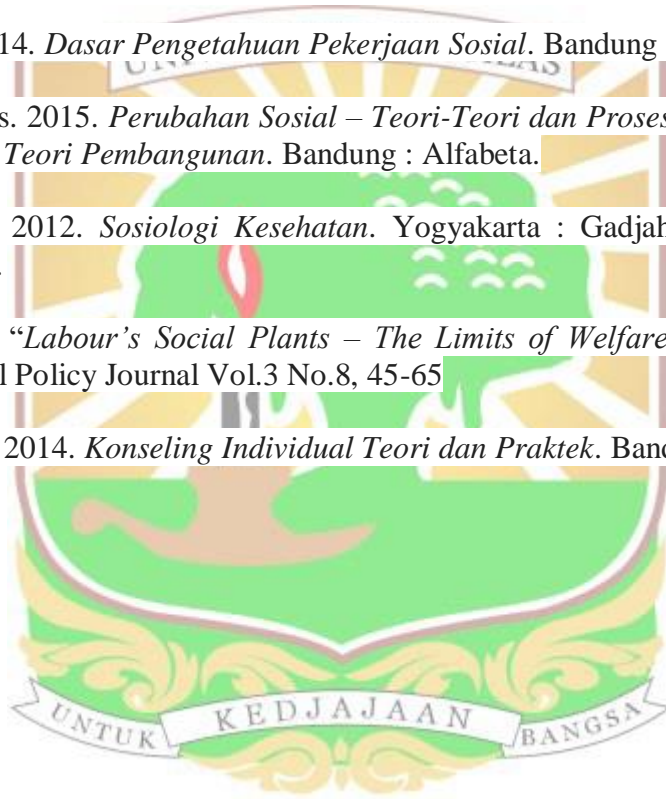 14. Dasar Pengetahuan Pekerjaan Sosial. Bandung
s. 2015. Perubahan Sosial – Teori-Teori dan Proses
Teori Pembangunan. Bandung : Alfabeta.
2012. Sosiologi Kesehatan. Yogyakarta : Gadjah
“Labour’s Social Plants – The Limits of Welfare
l Policy Journal Vol.3 No.8, 45-65
2014. Konseling Individual Teori dan Praktek. Band
UNTUK KEDJAJAAN BANGSA